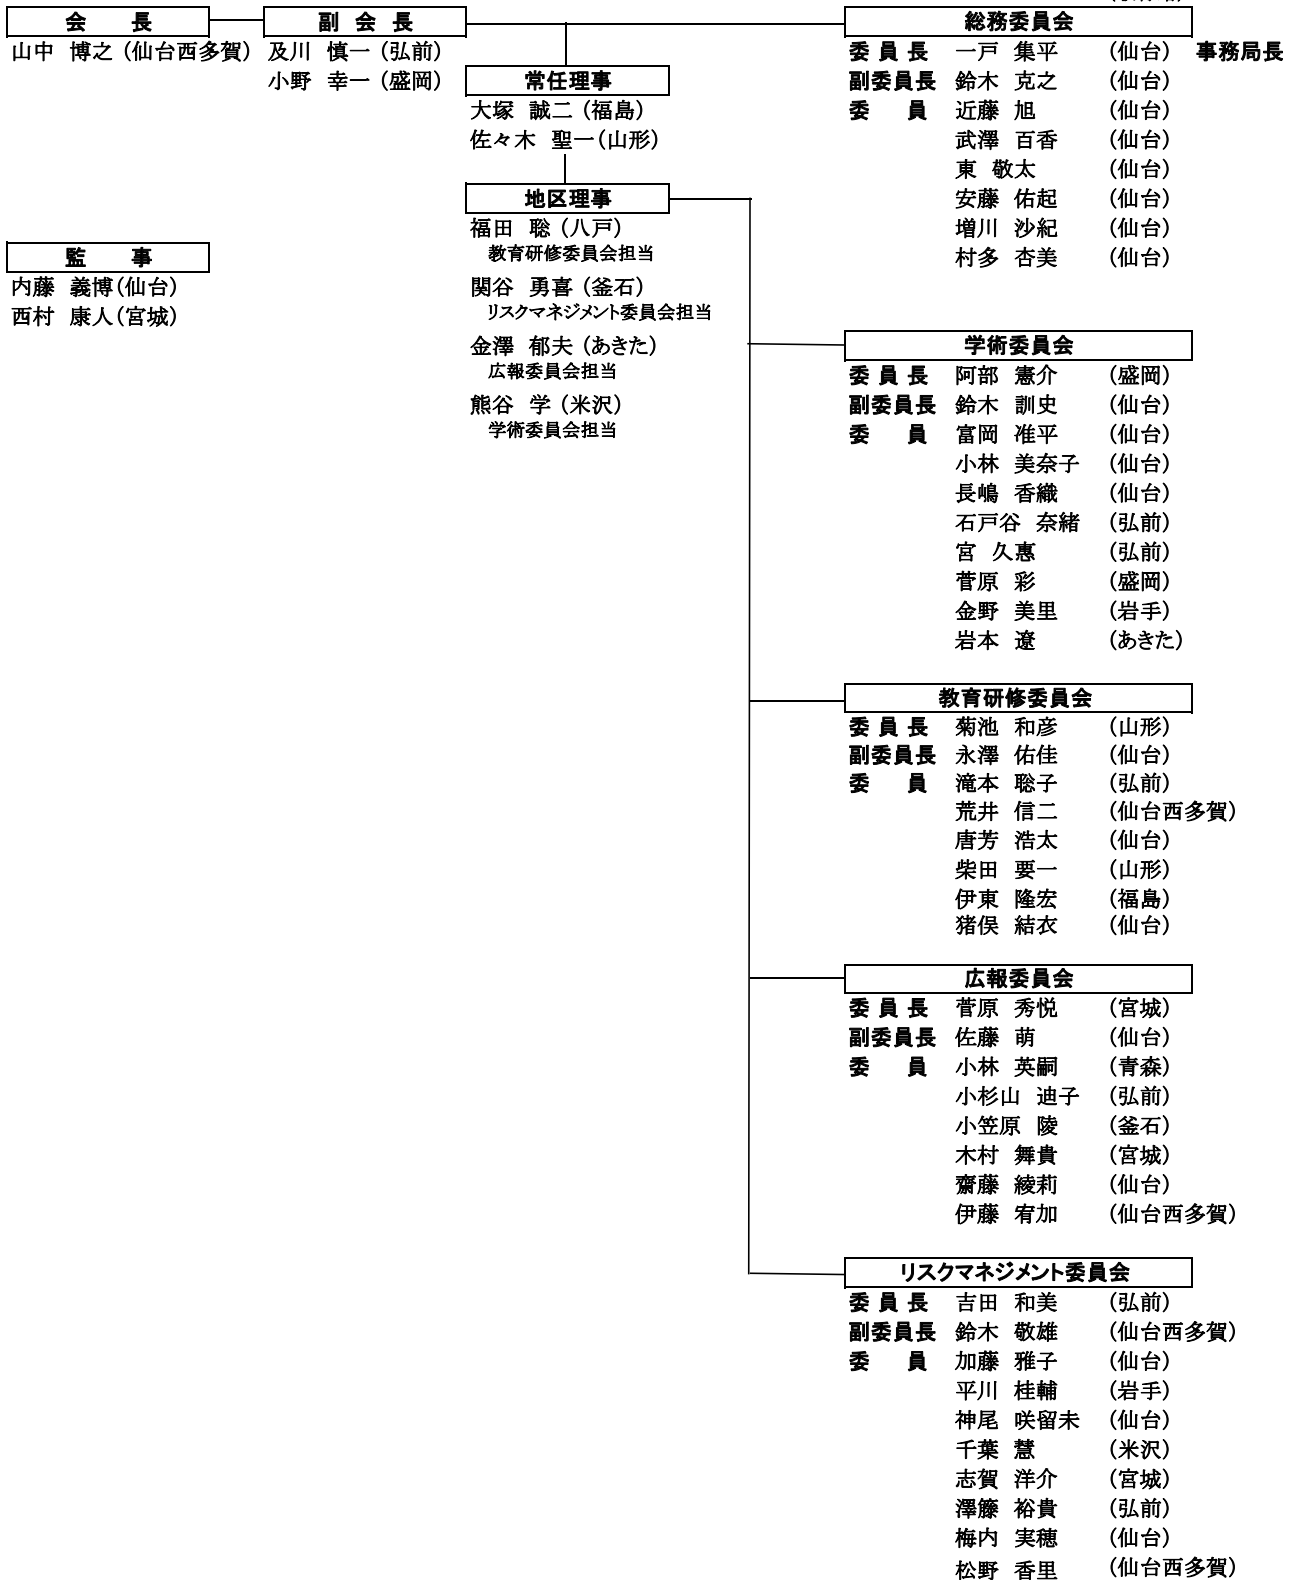 会　長
山中 博之（仙台西多賀）
副 会 長
及川 慎一（弘前）
小野 幸一（盛岡）
常任理事
大塚 誠二（福島）
佐々木 聖一（山形）
地区理事
福田 聡（八戸）
教育研修委員会担当
関谷 勇喜（釜石）
リスクマネジメント委員会担当
金澤 郁夫（あきた）
広報委員会担当
熊谷 学（米沢）
学術委員会担当
監　事
内藤 義博（仙台）
西村 康人（宮城）
総務委員会
委 員 長 一戸 集平 （仙台） 事務局長
副委員長 鈴木 克之 （仙台）
委　員 近藤 旭 （仙台）
武澤 百香 （仙台）
東 敬太 （仙台）
安藤 佑起 （仙台）
増川 沙紀 （仙台）
村多 杏美 （仙台）
学術委員会
委 員 長 阿部 憲介 （盛岡）
副委員長 鈴木 訓史 （仙台）
委　員 富岡 准平 （仙台）
小林 美奈子 （仙台）
長嶋 香織 （仙台）
石戸谷 奈緒 （弘前）
宮 久惠 （弘前）
菅原 彩 （盛岡）
金野 美里 （岩手）
岩本 遼 （あきた）
教育研修委員会
委 員 長 菊池 和彦 （山形）
副委員長 永澤 佑佳 （仙台）
委　員 滝本 聡子 （弘前）
荒井 信二 （仙台西多賀）
唐芳 浩太 （仙台）
柴田 要一 （山形）
伊東 隆宏 （福島）
猪俣 結衣 （仙台）
広報委員会
委 員 長 菅原 秀悦 （宮城）
副委員長 佐藤 萌 （仙台）
委　員 小林 英嗣 （青森）
小杉山 迪子 （弘前）
小笠原 陵 （釜石）
木村 舞貴 （宮城）
齋藤 綾莉 （仙台）
伊藤 宥加 （仙台西多賀）
リスクマネジメント委員会
委 員 長 吉田 和美 （弘前）
副委員長 鈴木 敬雄 （仙台西多賀）
委　員 加藤 雅子 （仙台）
平川 桂輔 （岩手）
神尾 咲留未 （仙台）
千葉 慧 （米沢）
志賀 洋介 （宮城）
澤籐 裕貴 （弘前）
梅内 実穂 （仙台）
松野 香里 （仙台西多賀）